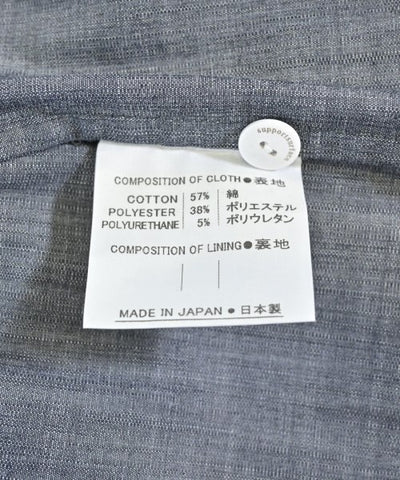 supportsurface
COMPOSITION OF CLOTH●表地
COTTON 57% 綿
POLYESTER 38% ポリエステル
POLYURETHANE 5% ポリウレタン
COMPOSITION OF LINING●裏地
MADE IN JAPAN ● 日本製